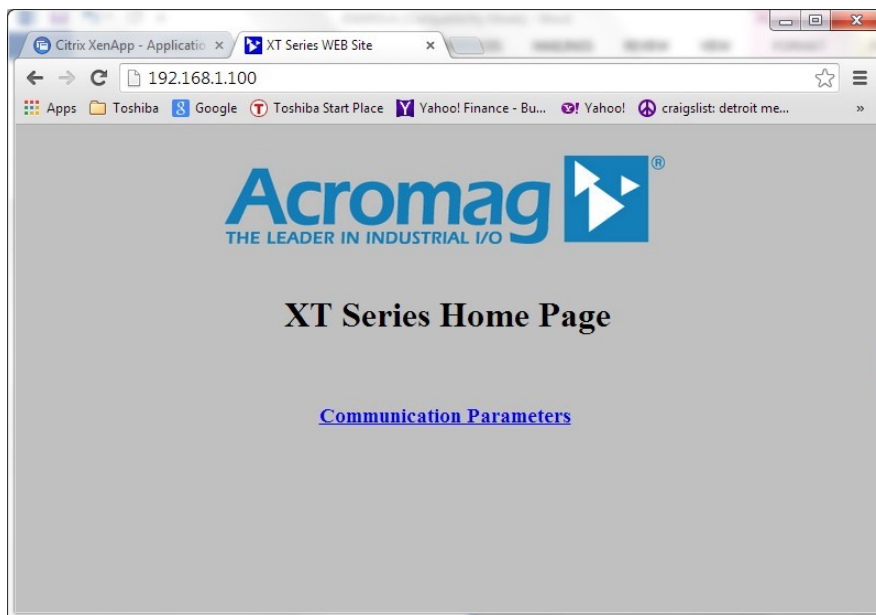 Citrix XenApp - Applicatio
XT Series WEB Site
192.168.1.100
Apps
Toshiba
Google
Toshiba Start Place
Yahoo! Finance - Bu...
Yahoo!
craigslist: detroit me...
»
Acromag ®
THE LEADER IN INDUSTRIAL I/O
XT Series Home Page
Communication Parameters